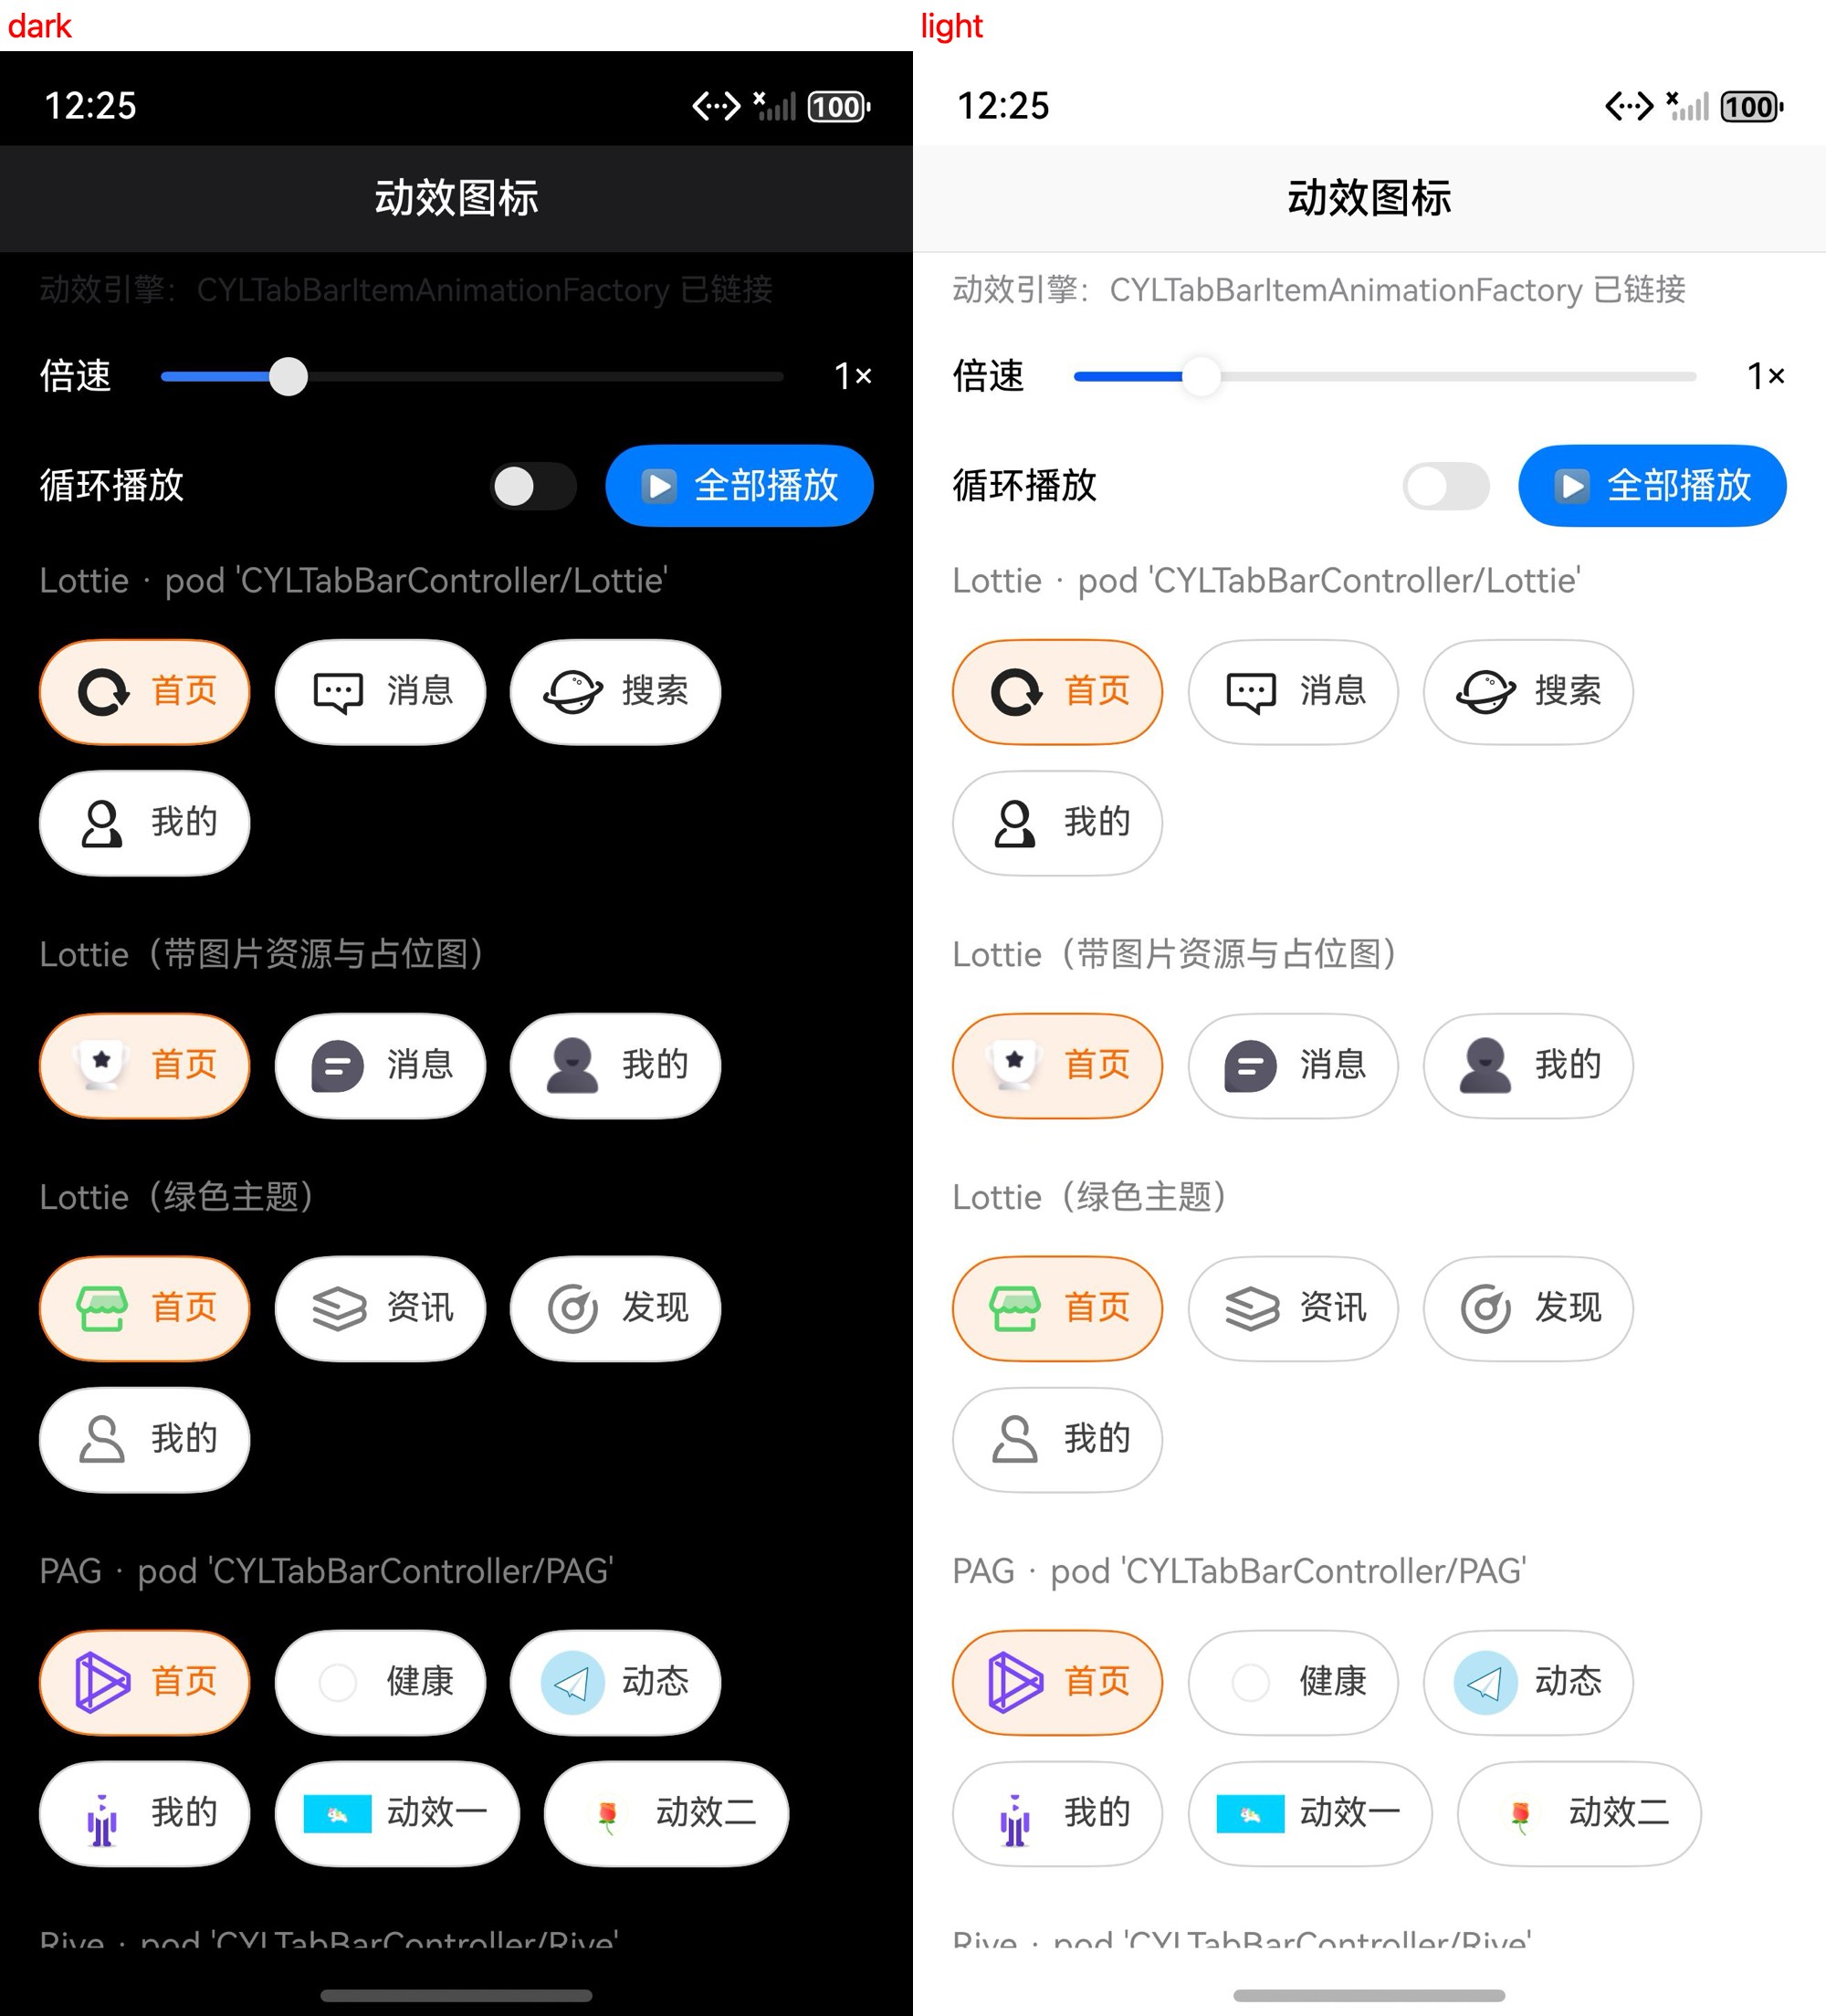 dark
12:25
100
动效图标
动效引擎：CYLTabBarItemAnimationFactory 已链接
倍速 1×
循环播放 全部播放
Lottie · pod 'CYLTabBarController/Lottie'
首页 消息 搜索
我的
Lottie（带图片资源与占位图）
首页 消息 我的
Lottie（绿色主题）
首页 资讯 发现
我的
PAG · pod 'CYLTabBarController/PAG'
首页 健康 动态
我的 动效一 动效二
Rive · pod 'CYLTabBarController/Rive'
light
12:25
100
动效图标
动效引擎：CYLTabBarItemAnimationFactory 已链接
倍速 1×
循环播放 全部播放
Lottie · pod 'CYLTabBarController/Lottie'
首页 消息 搜索
我的
Lottie（带图片资源与占位图）
首页 消息 我的
Lottie（绿色主题）
首页 资讯 发现
我的
PAG · pod 'CYLTabBarController/PAG'
首页 健康 动态
我的 动效一 动效二
Rive · pod 'CYLTabBarController/Rive'